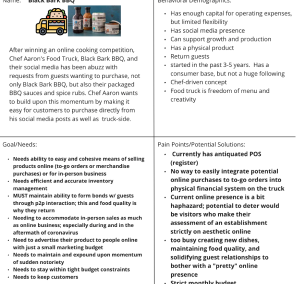 Name: Black Bark BBQ
After winning an online cooking competition,
Chef Aaron's Food Truck, Black Bark BBQ, and
their social media has been abuzz with
requests from guests wanting to purchase, not
only Black Bark BBQ, but also their packaged
BBQ sauces and spice rubs. Chef Aaron wants
to build upon this momentum by making it
easy for customers to purchase directly from
his social media posts as well as truck-side.
Behavioral Demographics:
• Has enough capital for operating expenses,
but limited flexibility
• Has social media presence
• Can support growth and production
• Has a physical product
• Return guests
• started in the past 3-5 years. Has a
consumer base, but not a huge following
• Chef-driven concept
• Food truck is freedom of menu and
creativity
Goal/Needs:
• Needs ability to easy and cohesive means of selling
products online (to-go orders or merchandise
purchases) or for in-person business
• Needs efficient and accurate inventory
management
• MUST maintain ability to form bonds w/ guests
through p2p interaction; this and food quality is
why they return
• Needing to accommodate in-person sales as much
as online business; especially during and in the
aftermath of coronavirus
• Need to advertise their product to people online
with just a small marketing budget
• Needs to maintain and expound upon momentum
of sudden notoriety
• Needs to stay within tight budget constraints
• Needs to keep customers
Pain Points/Potential Solutions:
• Currently has antiquated POS
(register)
• No way to easily integrate potential
online purchases to to-go orders into
physical financial system on the truck
• Current online presence is a bit
haphazard; potential to deter would
be visitors who make their
assessment of an establishment
strictly on aesthetic online
• too busy creating new dishes,
maintaining food quality, and
solidifying guest relationships to
bother with a "pretty" online
presence
• Strict monthly budget